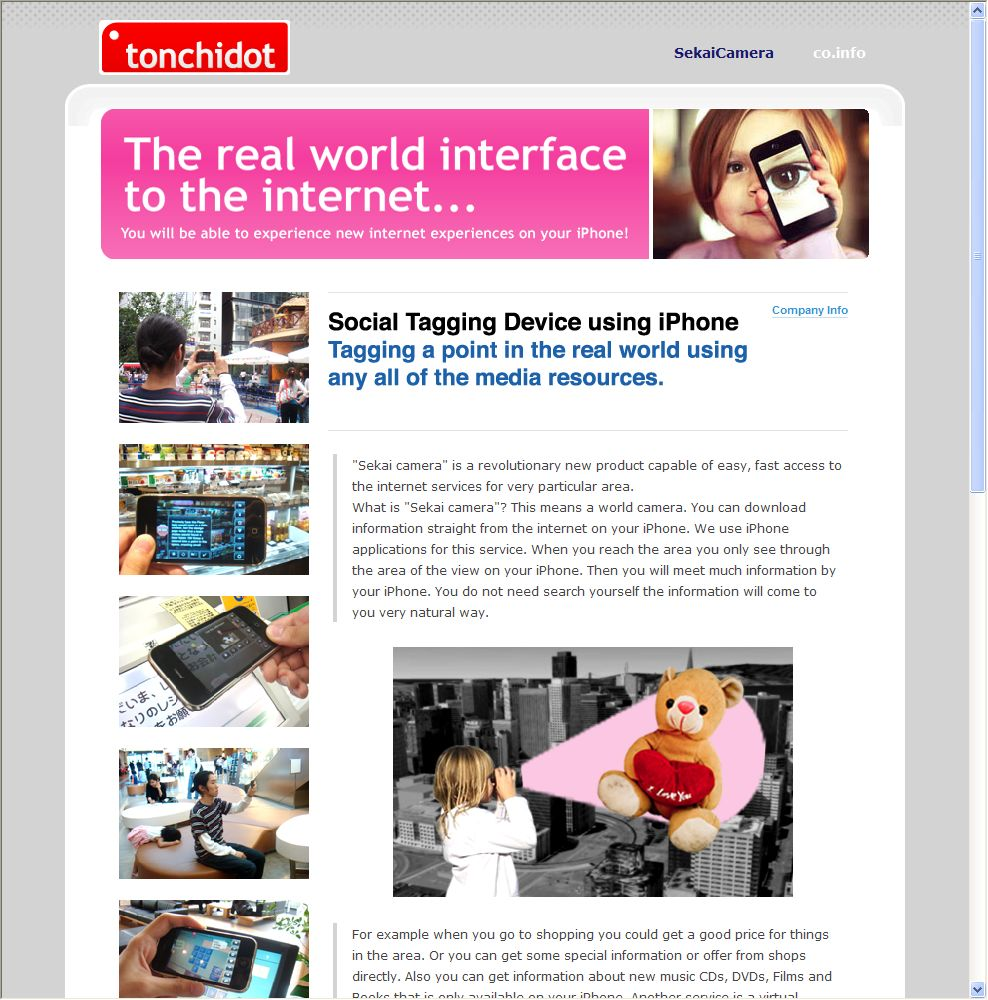 tonchidot
SekaiCamera
co.info
The real world interface
to the internet...
You will be able to experience new internet experiences on your iPhone!
Social Tagging Device using iPhone
Company Info
Tagging a point in the real world using
any all of the media resources.
"Sekai camera" is a revolutionary new product capable of easy, fast access to
the internet services for very particular area.
What is "Sekai camera"? This means a world camera. You can download
information straight from the internet on your iPhone. We use iPhone
applications for this service. When you reach the area you only see through
the area of the view on your iPhone. Then you will meet much information by
your iPhone. You do not need search yourself the information will come to
you very natural way.
I Love You
For example when you go to shopping you could get a good price for things
in the area. Or you can get some special information or offer from shops
directly. Also you can get information about new music CDs, DVDs, Films and
Books that is only available on your iPhone. Another service is a virtual